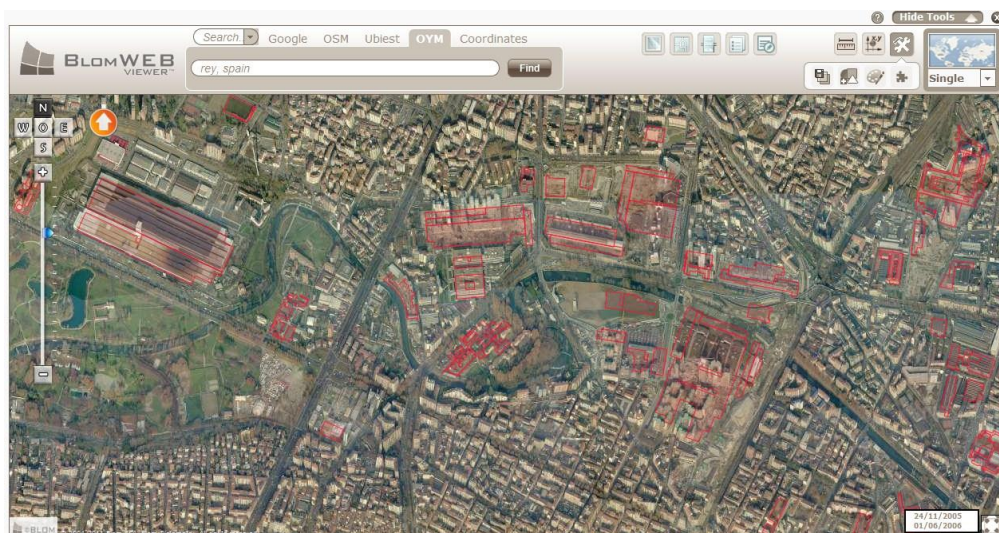 Hide Tools
BLOMWEB
VIEWER™
Search.. Google OSM Ubiest OYM Coordinates
rey, spain
Find
Single
N
W O E
S
24/11/2005
01/06/2006
©BLOM